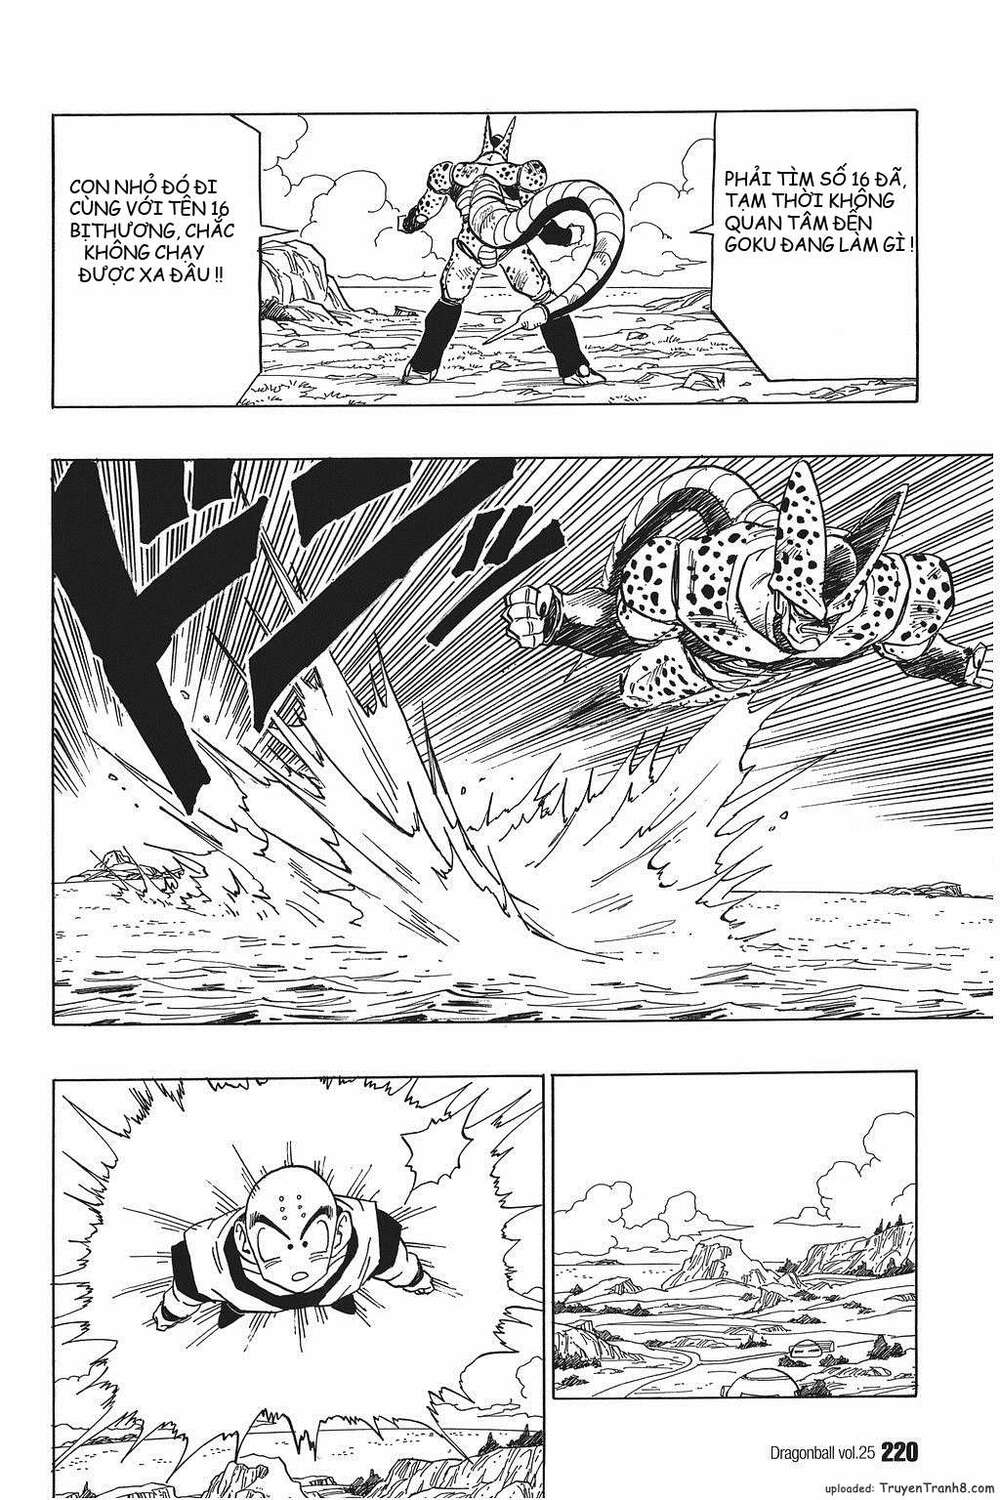 PHẢI TÌM SỐ 16 ĐÃ,
TẠM THỜI KHÔNG
QUAN TÂM ĐẾN
GOKU ĐANG LÀM GÌ !
CON NHỎ ĐÓ ĐI
CÙNG VỚI TÊN 16
BỊ THƯƠNG, CHẮC
KHÔNG CHẠY
ĐƯỢC XA ĐÂU !!
ドンッ
Dragonball vol.25 220
uploaded: TruyenTranh8.com